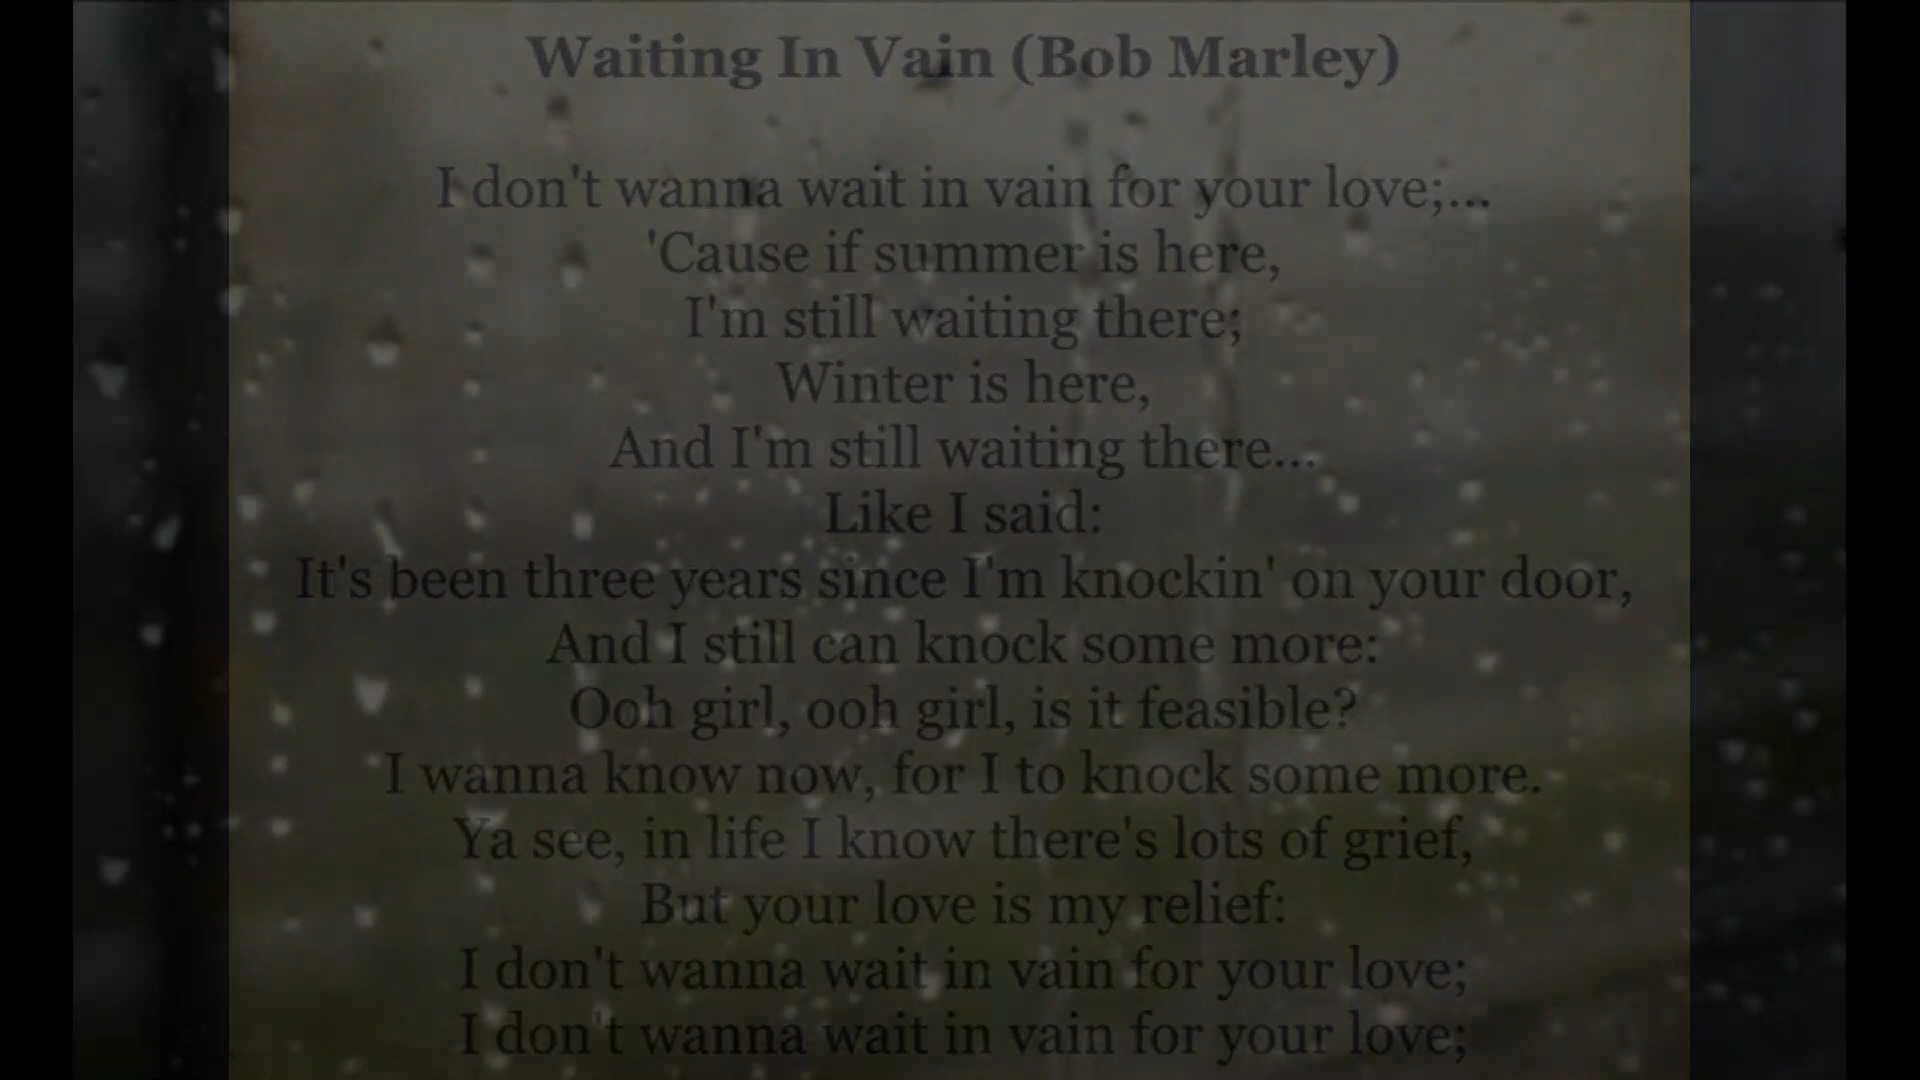 Waiting In Vain (Bob Marley)
I don't wanna wait in vain for your love;...
'Cause if summer is here,
I'm still waiting there;
Winter is here,
And I'm still waiting there...
Like I said:
It's been three years since I'm knockin' on your door,
And I still can knock some more:
Ooh girl, ooh girl, is it feasible?
I wanna know now, for I to knock some more.
Ya see, in life I know there's lots of grief,
But your love is my relief:
I don't wanna wait in vain for your love;
I don't wanna wait in vain for your love;